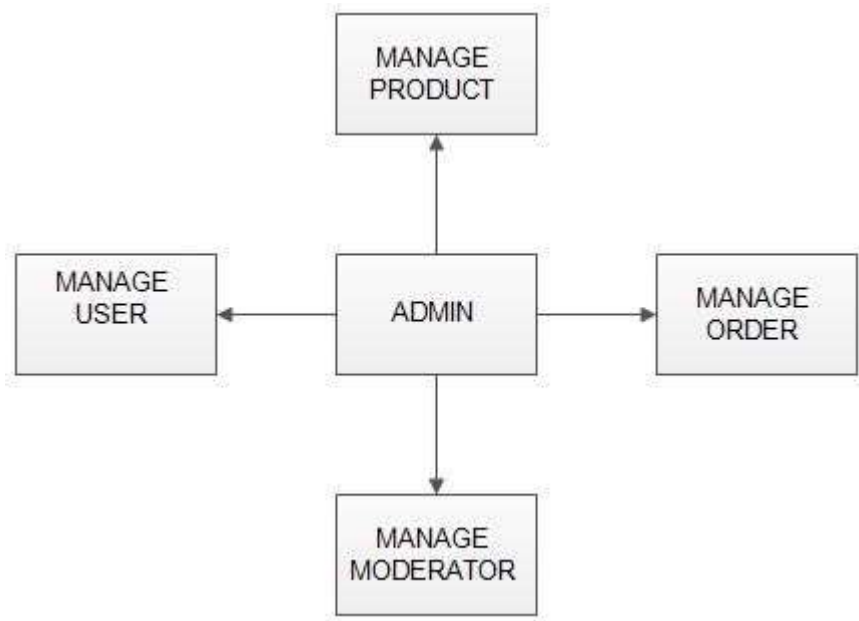 MANAGE
PRODUCT
MANAGE
USER
ADMIN
MANAGE
ORDER
MANAGE
MODERATOR